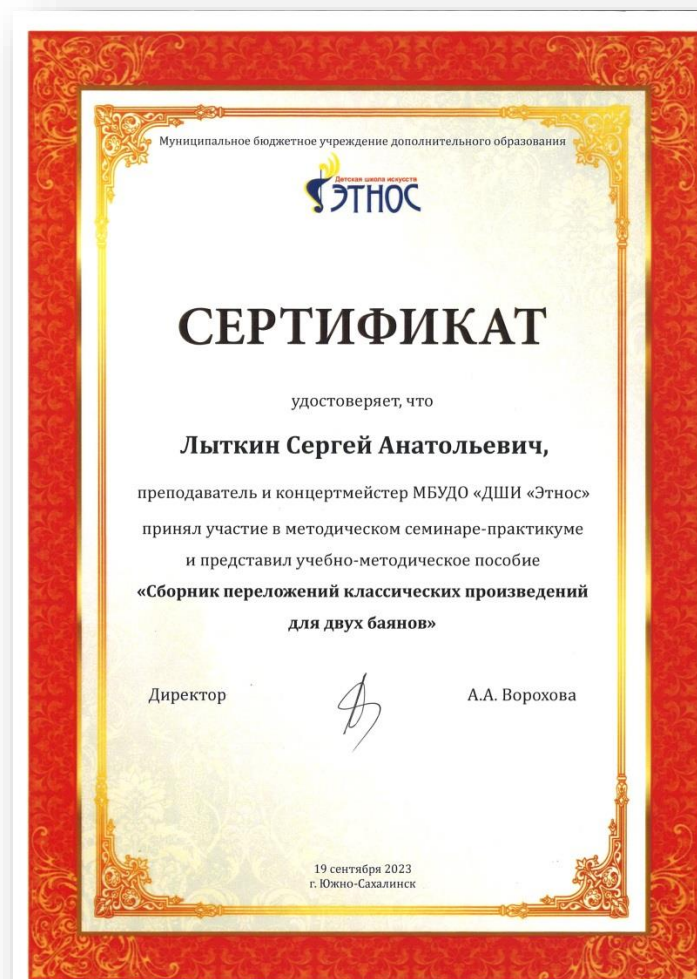 Муниципальное бюджетное учреждение дополнительного образования
Детская школа искусств
ЭТНОС
СЕРТИФИКАТ
удостоверяет, что
Лыткин Сергей Анатольевич,
преподаватель и концертмейстер МБУДО «ДШИ «Этнос»
принял участие в методическом семинаре-практикуме
и представил учебно-методическое пособие
«Сборник переложений классических произведений
для двух баянов»
Директор А.А. Ворохова
19 сентября 2023
г. Южно-Сахалинск